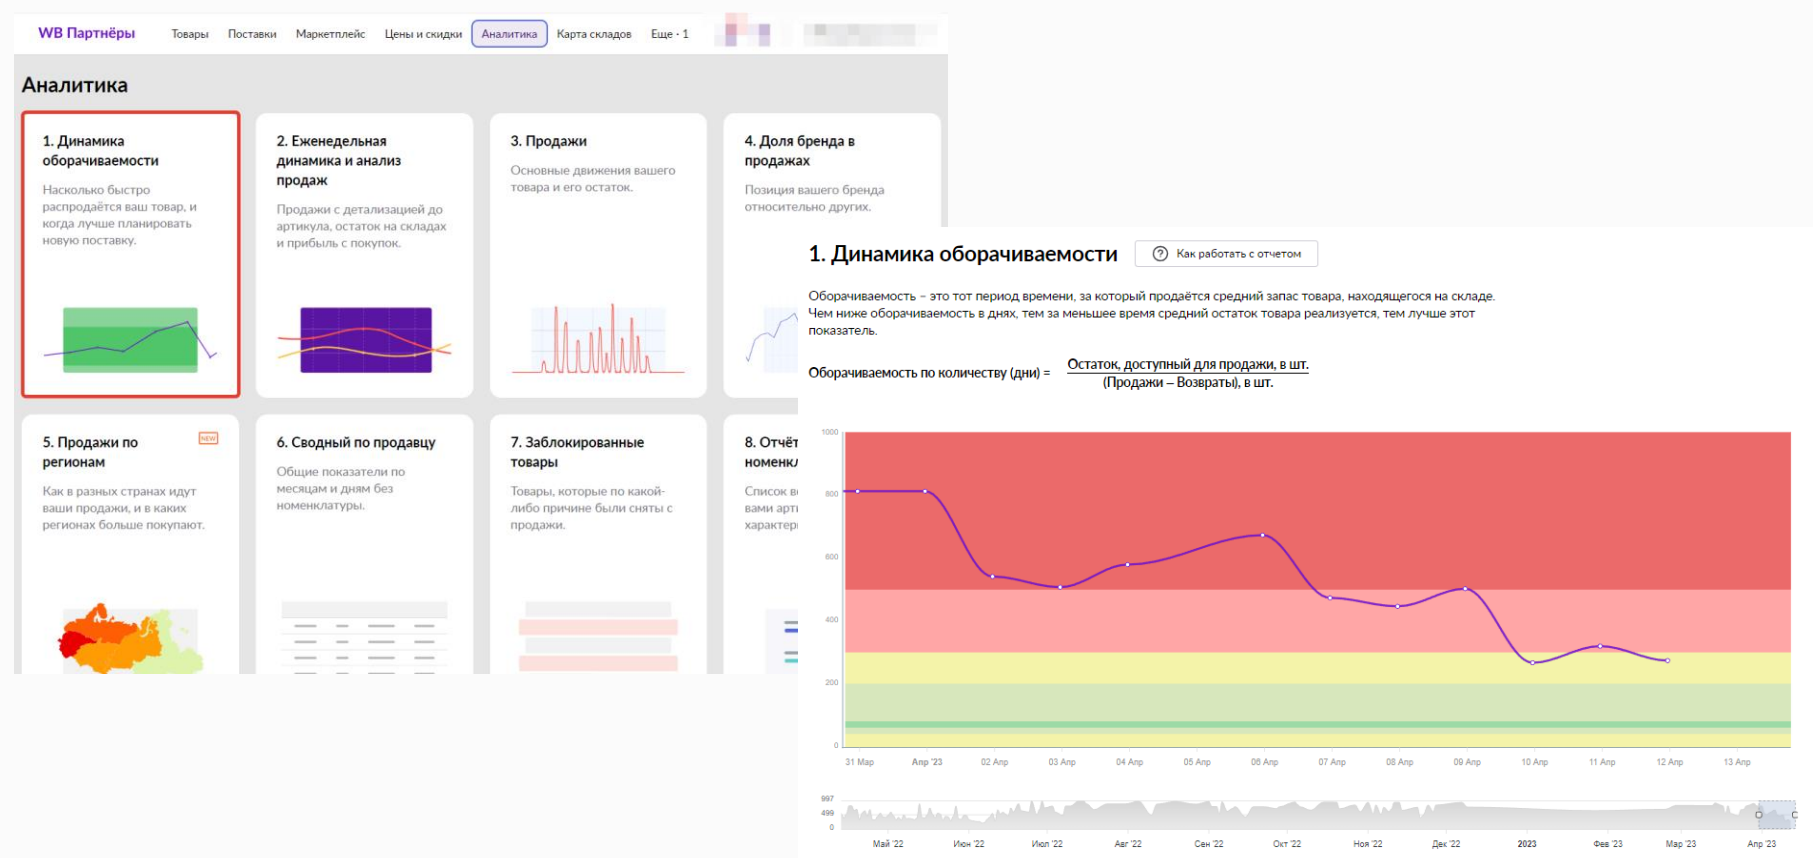 WB Партнёры
Товары
Поставки
Маркетплейс
Цены и скидки
Аналитика
Карта складов
Еще · 1
Аналитика
1. Динамика
оборачиваемости
Насколько быстро
распродаётся ваш товар, и
когда лучше планировать
новую поставку.
2. Еженедельная
динамика и анализ
продаж
Продажи с детализацией до
артикула, остаток на складах
и прибыль с покупок.
3. Продажи
Основные движения вашего
товара и его остаток.
4. Доля бренда в
продажах
Позиция вашего бренда
относительно других.
5. Продажи по
регионам
NEW
Как в разных странах идут
ваши продажи, и в каких
регионах больше покупают.
6. Сводный по продавцу
Общие показатели по
месяцам и дням без
номенклатуры.
7. Заблокированные
товары
Товары, которые по какой-
либо причине были сняты с
продажи.
8. Отчёт
номенкл
Список в
вами арти
характер
1. Динамика оборачиваемости
Как работать с отчетом
Оборачиваемость – это тот период времени, за который продаётся средний запас товара, находящегося на складе.
Чем ниже оборачиваемость в днях, тем за меньшее время средний остаток товара реализуется, тем лучше этот
показатель.
Оборачиваемость по количеству (дни) =
Остаток, доступный для продажи, в шт.
(Продажи – Возвраты), в шт.
1000
800
600
400
200
0
31 Мар
Апр '23
02 Апр
03 Апр
04 Апр
05 Апр
06 Апр
07 Апр
08 Апр
09 Апр
10 Апр
11 Апр
12 Апр
13 Апр
997
499
0
Май '22
Июн '22
Июл '22
Авг '22
Сен '22
Окт '22
Ноя '22
Дек '22
2023
Фев '23
Мар '23
Апр '23